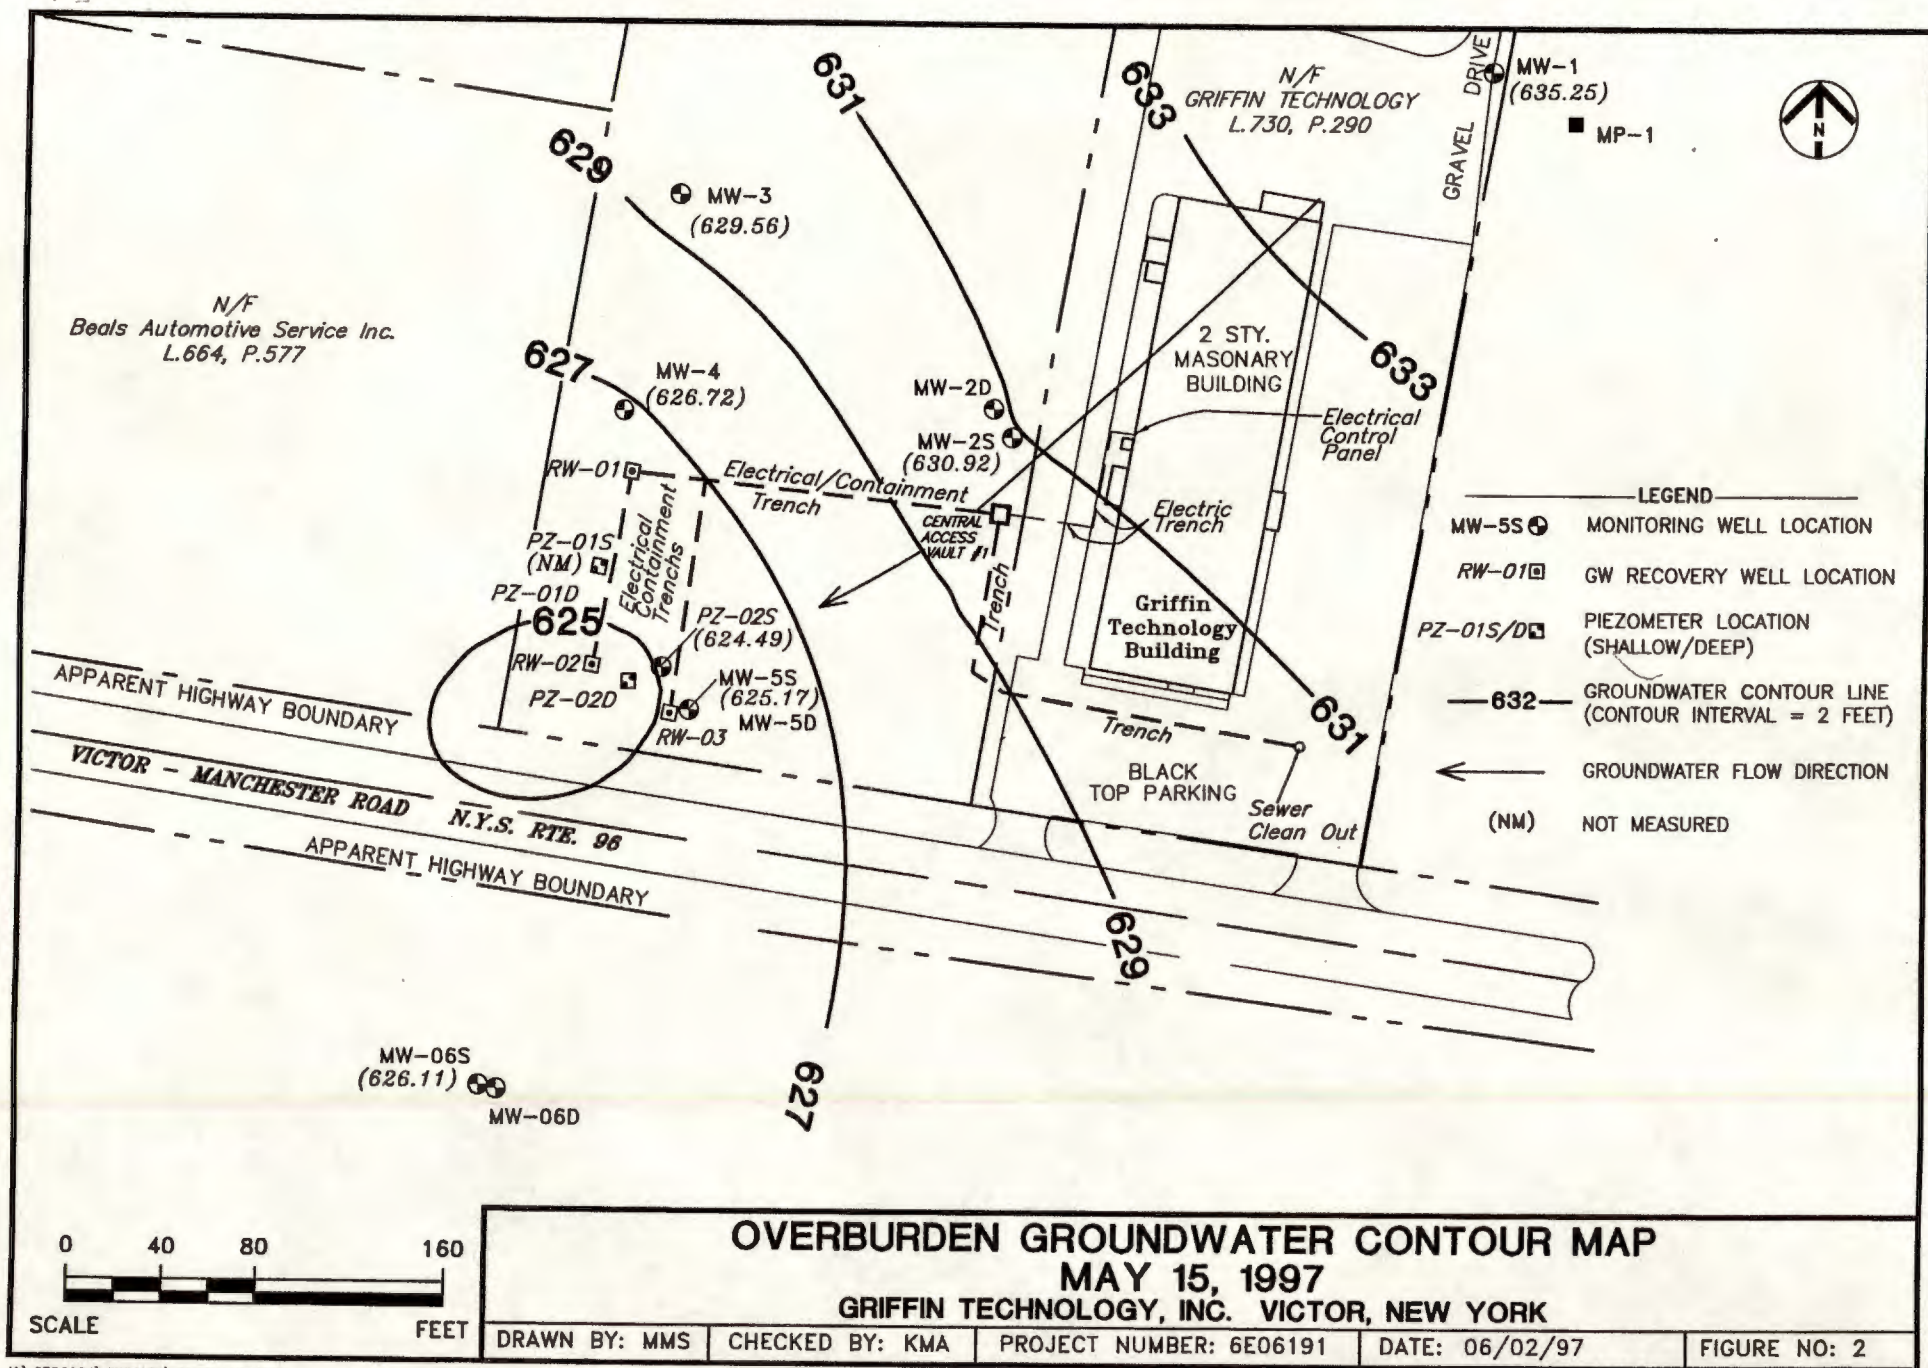 631
633
N/F
GRIFFIN TECHNOLOGY
L.730, P.290
GRAVEL DRIVE
MW-1
(635.25)
MP-1
N
629
MW-3
(629.56)
N/F
Beals Automotive Service Inc.
L.664, P.577
627
MW-4
(626.72)
MW-2D
MW-2S
(630.92)
2 STY.
MASONARY
BUILDING
633
Electrical
Control
Panel
RW-01
Electrical/Containment
Trench
CENTRAL
ACCESS
VAULT #1
Electric
Trench
PZ-01S
(NM)
PZ-01D
Electrical
Containment
Trenchs
625
PZ-02S
(624.49)
RW-02
PZ-02D
MW-5S
(625.17)
MW-5D
RW-03
Trench
Griffin
Technology
Building
631
Trench
BLACK
TOP PARKING
Sewer
Clean Out
APPARENT HIGHWAY BOUNDARY
VICTOR - MANCHESTER ROAD N.Y.S. RTE. 96
APPARENT HIGHWAY BOUNDARY
629
627
MW-06S
(626.11)
MW-06D
LEGEND
MW-5S MONITORING WELL LOCATION
RW-01 GW RECOVERY WELL LOCATION
PZ-01S/D PIEZOMETER LOCATION
(SHALLOW/DEEP)
632 GROUNDWATER CONTOUR LINE
(CONTOUR INTERVAL = 2 FEET)
GROUNDWATER FLOW DIRECTION
(NM) NOT MEASURED
0 40 80 160
SCALE FEET
OVERBURDEN GROUNDWATER CONTOUR MAP
MAY 15, 1997
GRIFFIN TECHNOLOGY, INC. VICTOR, NEW YORK
DRAWN BY: MMS CHECKED BY: KMA PROJECT NUMBER: 6E06191 DATE: 06/02/97 FIGURE NO: 2